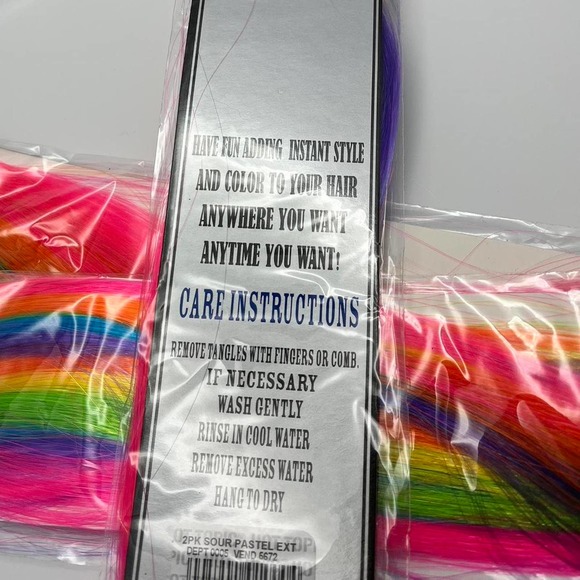 HAVE FUN ADDING INSTANT STYLE
AND COLOR TO YOUR HAIR
ANYWHERE YOU WANT
ANYTIME YOU WANT!
CARE INSTRUCTIONS
REMOVE TANGLES WITH FINGERS OR COMB.
IF NECESSARY
WASH GENTLY
RINSE IN COOL WATER
REMOVE EXCESS WATER
HANG TO DRY
2PK SOUR PASTEL EXT
DEPT 0005 VEND 5672